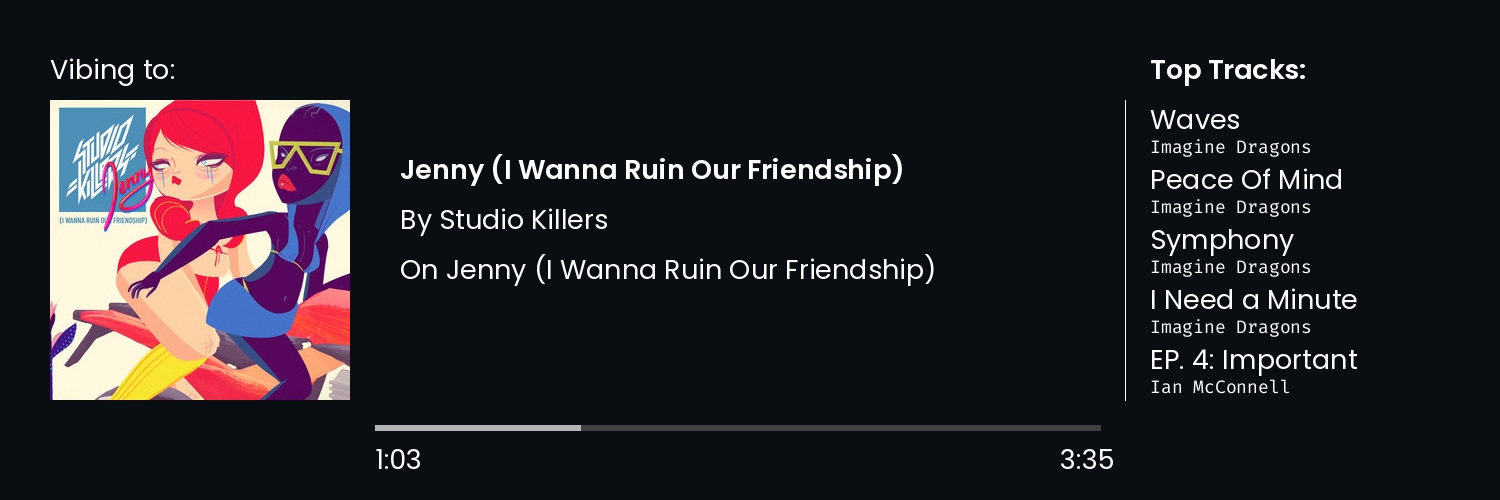 Vibing to:
STUDIO
KILLERS
Jenny
(I WANNA RUIN OUR FRIENDSHIP)
Jenny (I Wanna Ruin Our Friendship)
By Studio Killers
On Jenny (I Wanna Ruin Our Friendship)
1:03
3:35
Top Tracks:
Waves
Imagine Dragons
Peace Of Mind
Imagine Dragons
Symphony
Imagine Dragons
I Need a Minute
Imagine Dragons
EP. 4: Important
Ian McConnell